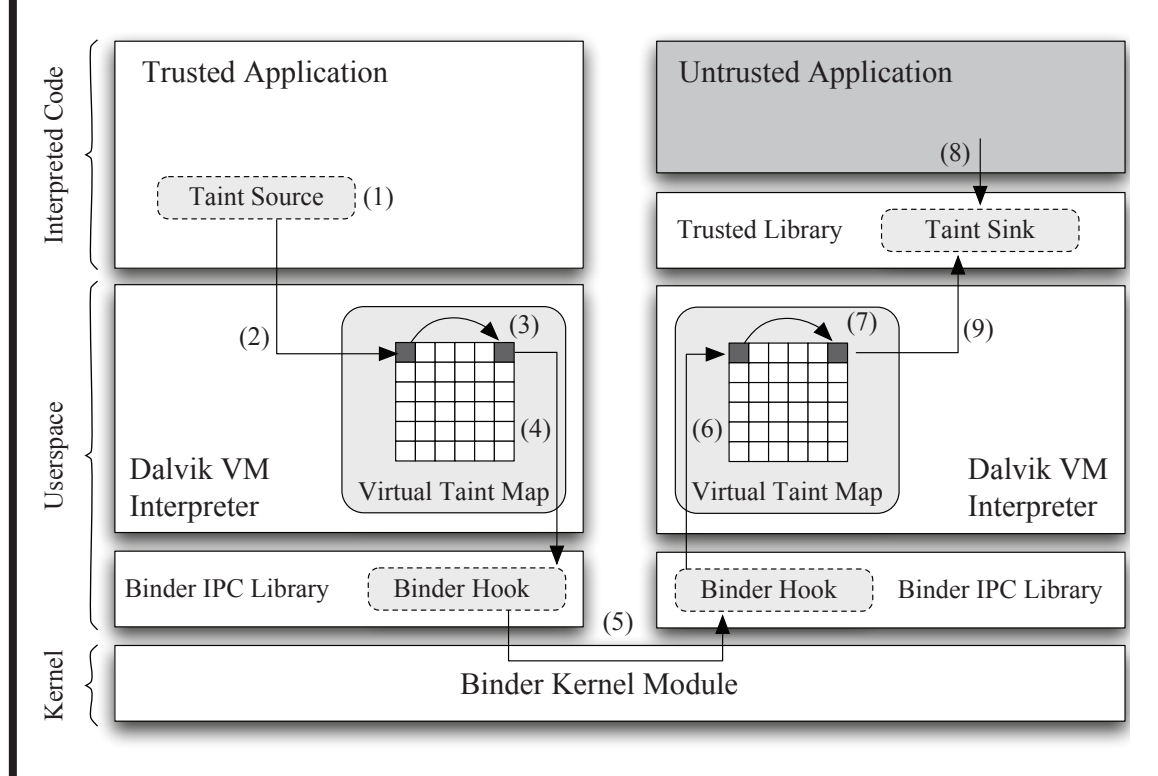 Interpreted Code
Trusted Application
Taint Source
(1)
Untrusted Application
(8)
Trusted Library
Taint Sink
Userspace
(2)
(3)
(4)
Virtual Taint Map
Dalvik VM
Interpreter
(7)
(9)
(6)
Virtual Taint Map
Dalvik VM
Interpreter
Binder IPC Library
Binder Hook
(5)
Binder Hook
Binder IPC Library
Kernel
Binder Kernel Module